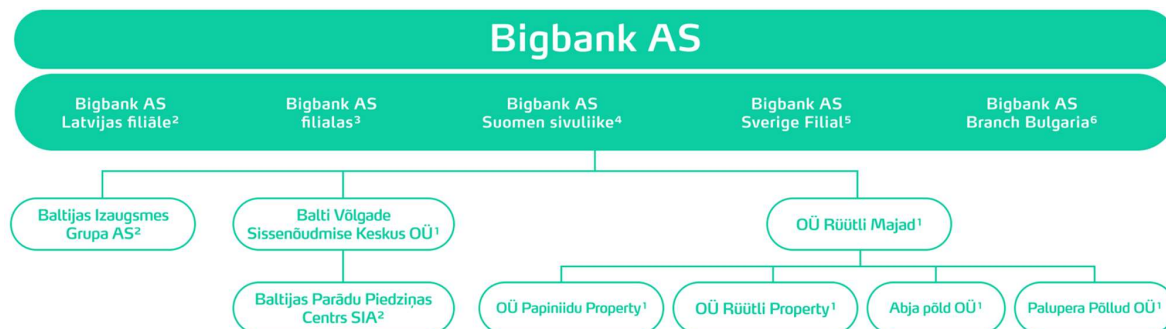 Bigbank AS
Bigbank AS
Latvijas filiāle²
Bigbank AS
filialas³
Bigbank AS
Suomen sivuliike⁴
Bigbank AS
Sverige Filial⁵
Bigbank AS
Branch Bulgaria⁶
Baltijas Izaugsmes
Grupa AS²
Balti Võlgade
Sissenõudmise Keskus OÜ¹
OÜ Rüütli Majad¹
Baltijas Parādu Piedziņas
Centrs SIA²
OÜ Papiniidu Property¹
OÜ Rüütli Property¹
Abja põld OÜ¹
Palupera Põllud OÜ¹